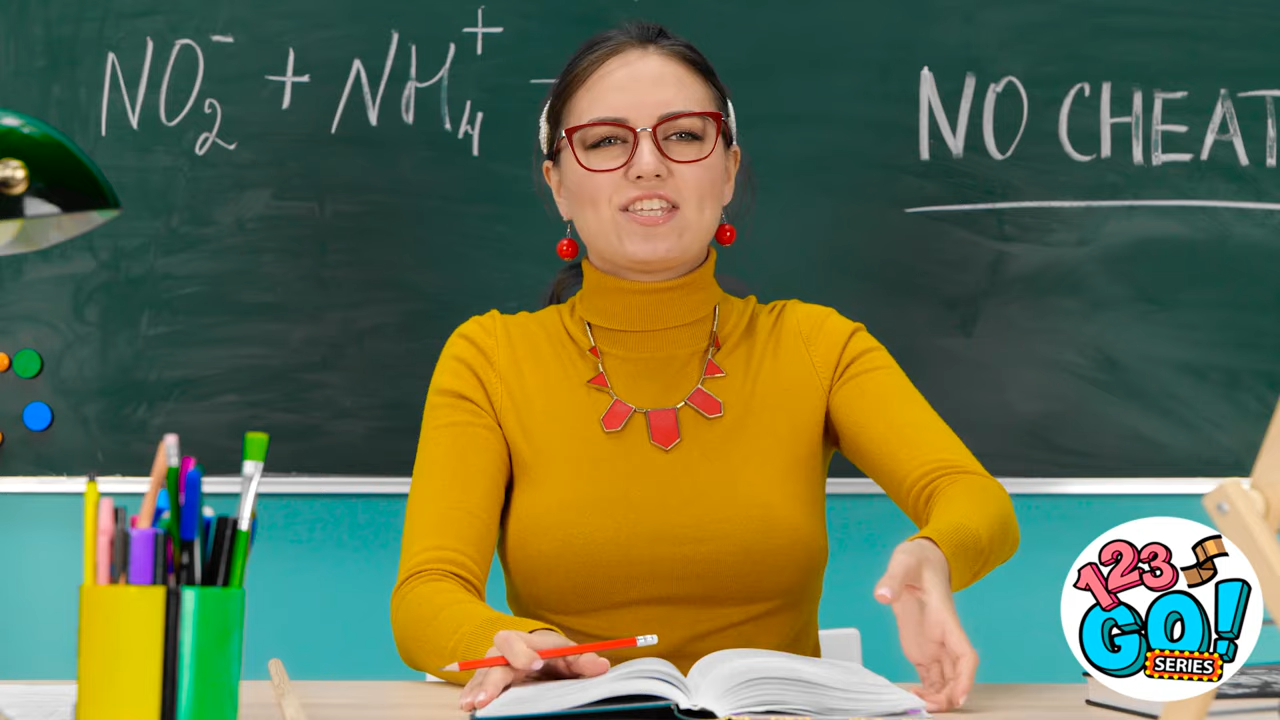 NO₂⁻ + NH₄⁺ -
NO CHEAT
123
GO!
SERIES